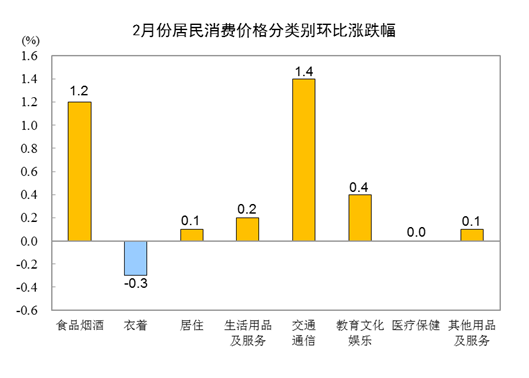 2月份居民消费价格分类别环比涨跌幅
(%)
1.6
1.4
1.2
1.0
0.8
0.6
0.4
0.2
0.0
-0.2
-0.4
-0.6
1.2
-0.3
0.1
0.2
1.4
0.4
0.0
0.1
食品烟酒
衣着
居住
生活用品
及服务
交通
通信
教育文化
娱乐
医疗保健
其他用品
及服务